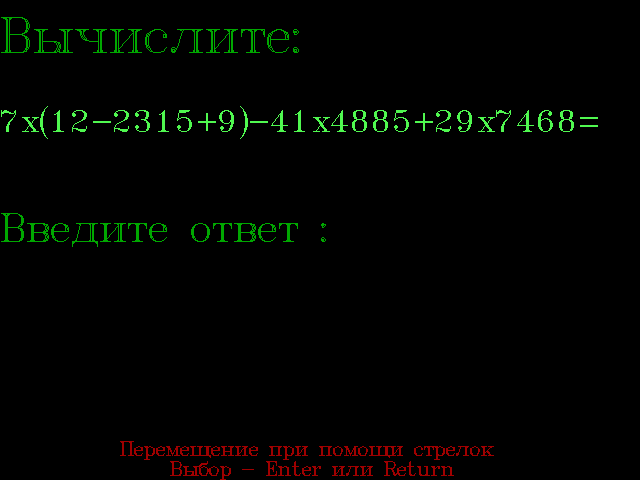 Вычислите:
7x(12-2315+9)-41x4885+29x7468=
Введите ответ :
Перемещение при помощи стрелок
Выбор - Enter или Return